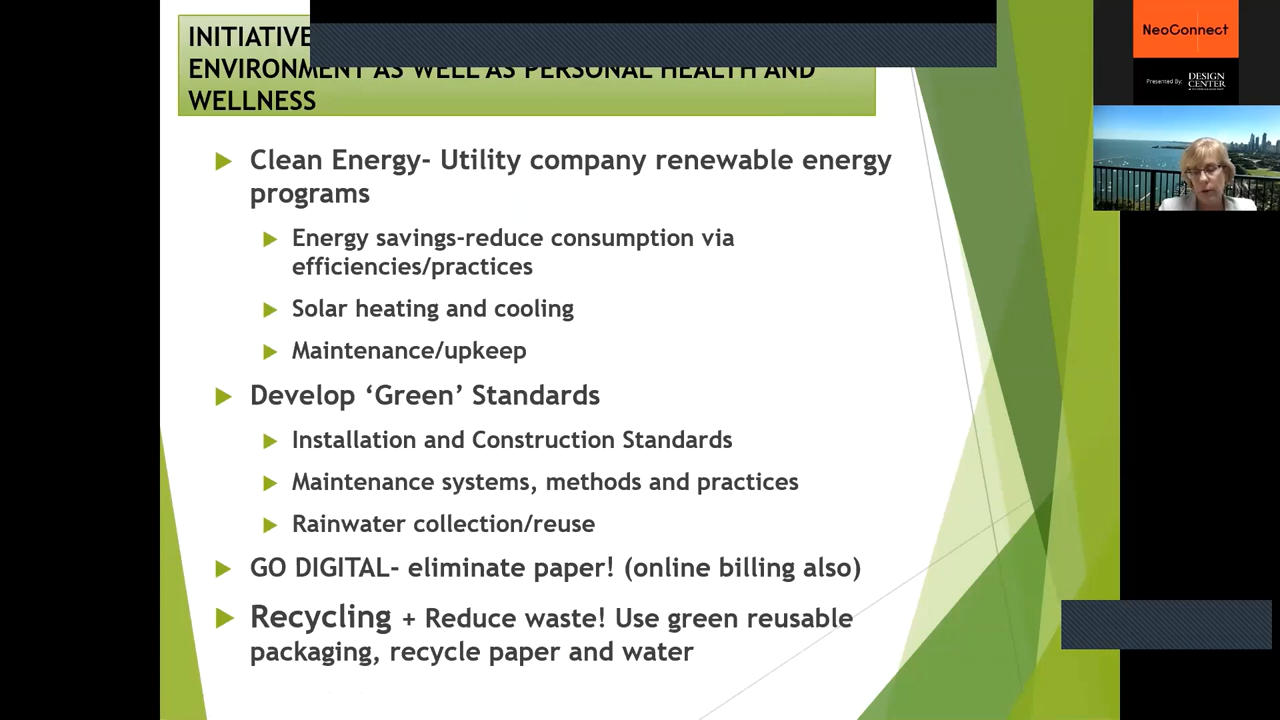 INITIATIVE
ENVIRONMENT AS WELL AS PERSONAL HEALTH AND
WELLNESS
Clean Energy- Utility company renewable energy
programs
Energy savings-reduce consumption via
efficiencies/practices
Solar heating and cooling
Maintenance/upkeep
Develop ‘Green’ Standards
Installation and Construction Standards
Maintenance systems, methods and practices
Rainwater collection/reuse
GO DIGITAL- eliminate paper! (online billing also)
Recycling + Reduce waste! Use green reusable
packaging, recycle paper and water
NeoConnect
Presented By: DESIGN
CENTER